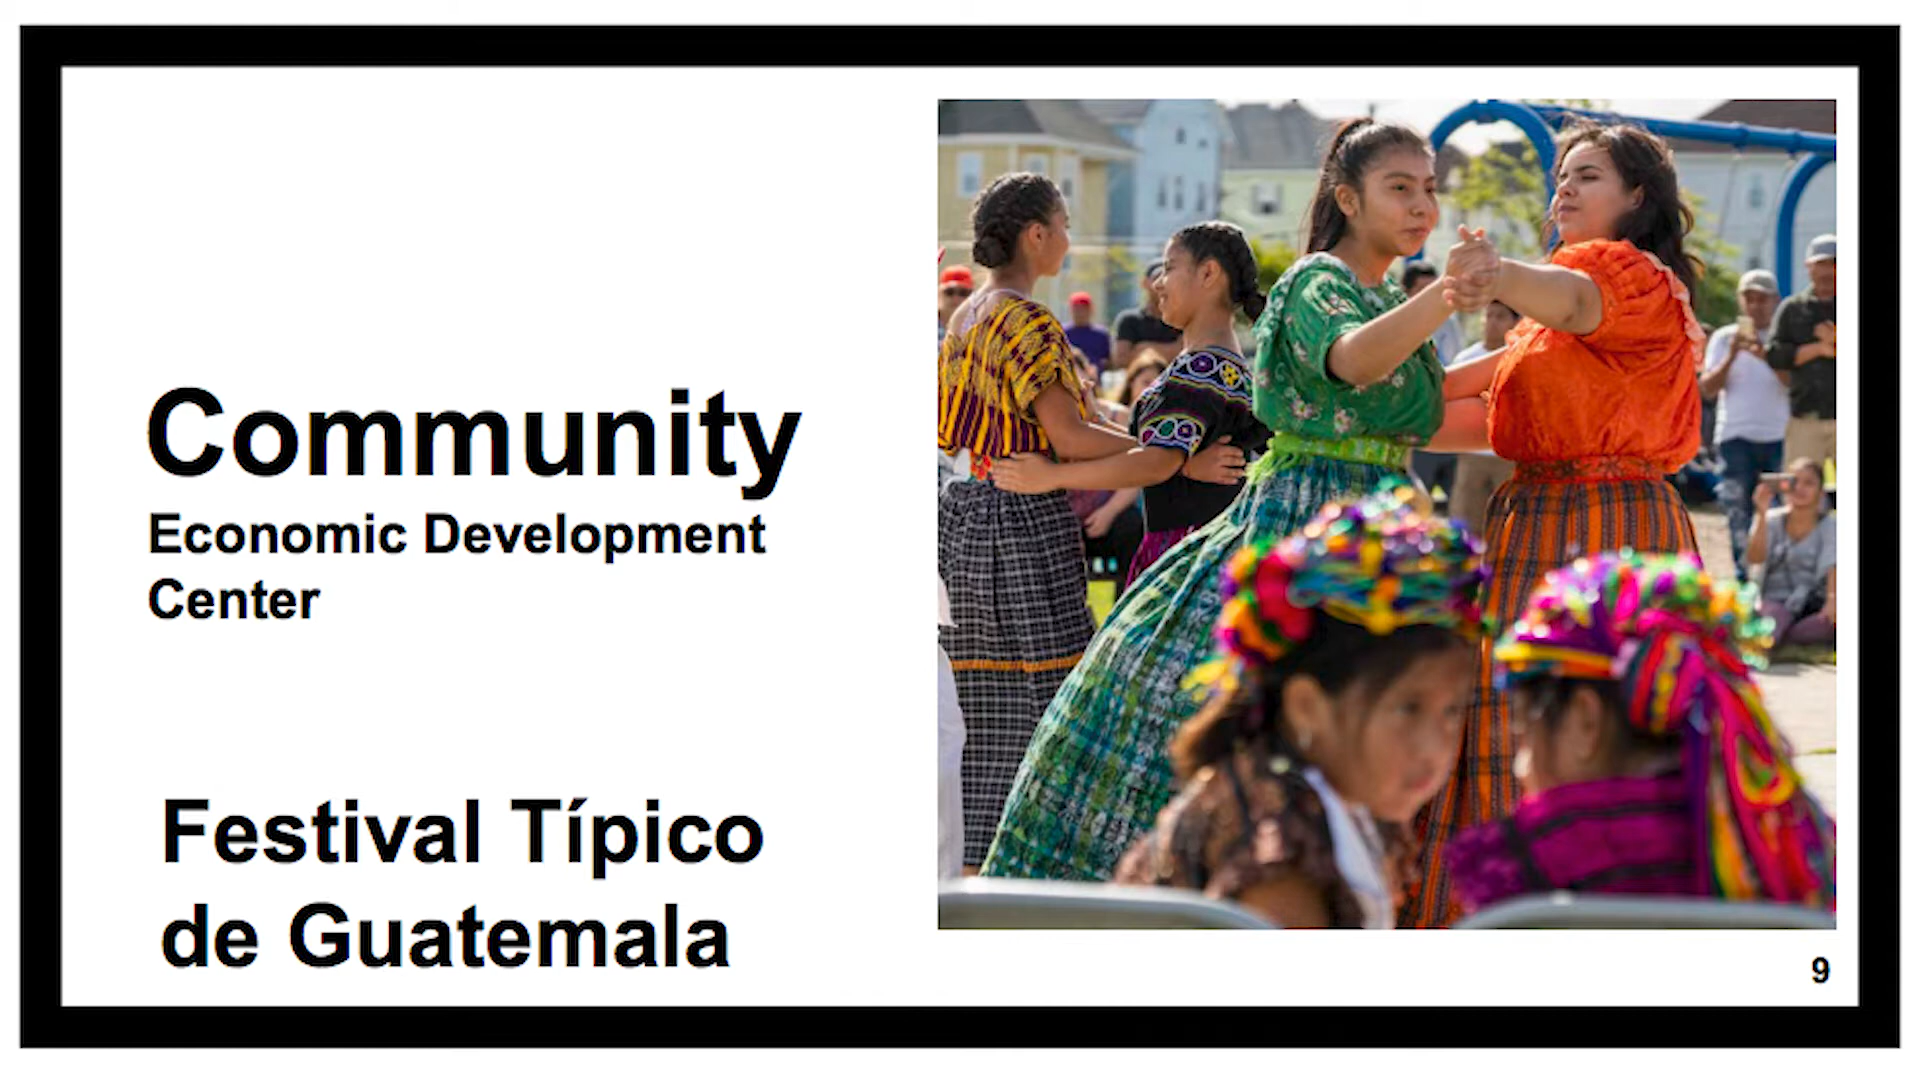 Community
Economic Development
Center
Festival Típico
de Guatemala
9